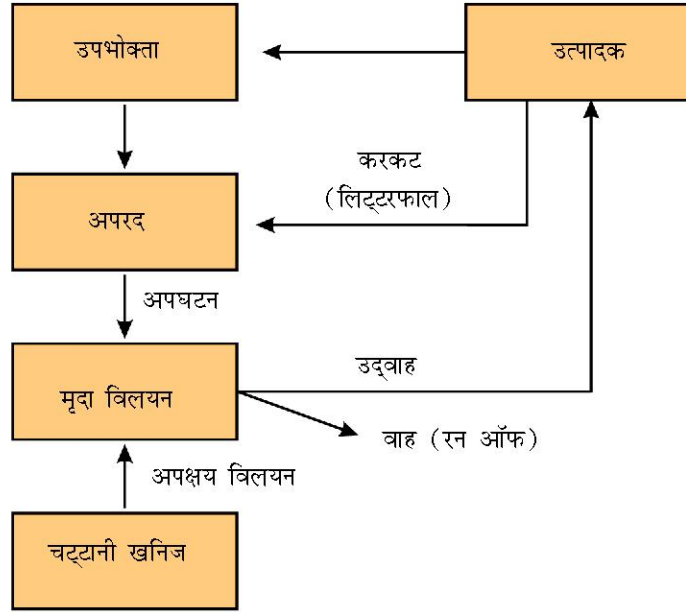 उपभोक्ता
उत्पादक
करकट
(लिट्टरफाल)
अपरद
अपघटन
उद्‌वाह
मृदा विलयन
वाह (रन ऑफ)
अपक्षय विलयन
चट्‌टानी खनिज